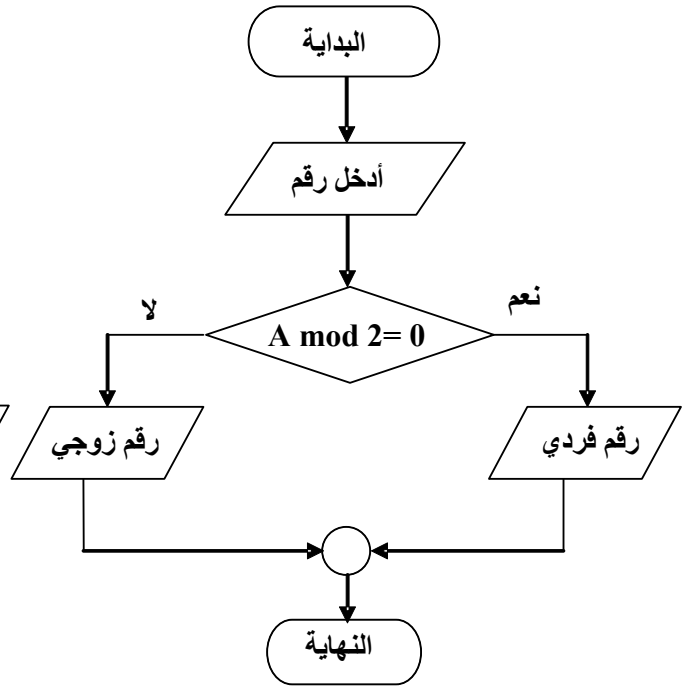 البداية
أدخل رقم
نعم
لا
A mod 2= 0
رقم فردي
رقم زوجي
النهاية